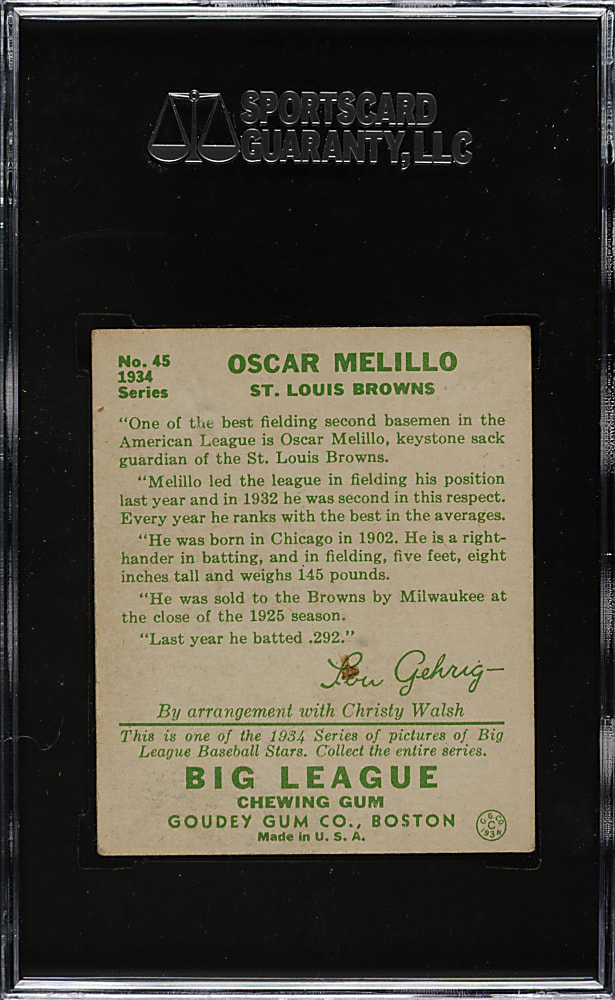 SPORTSCARD
GUARANTY, LLC
No. 45
1934
Series
OSCAR MELILLO
ST. LOUIS BROWNS
"One of the best fielding second basemen in the
American League is Oscar Melillo, keystone sack
guardian of the St. Louis Browns.
"Melillo led the league in fielding his position
last year and in 1932 he was second in this respect.
Every year he ranks with the best in the averages.
"He was born in Chicago in 1902. He is a right-
hander in batting, and in fielding, five feet, eight
inches tall and weighs 145 pounds.
"He was sold to the Browns by Milwaukee at
the close of the 1925 season.
"Last year he batted .292."
Lou Gehrig
By arrangement with Christy Walsh
This is one of the 1934 Series of pictures of Big
League Baseball Stars. Collect the entire series.
BIG LEAGUE
CHEWING GUM
GOUDEY GUM CO., BOSTON
Made in U. S. A.
G. G. CO.
C
1934